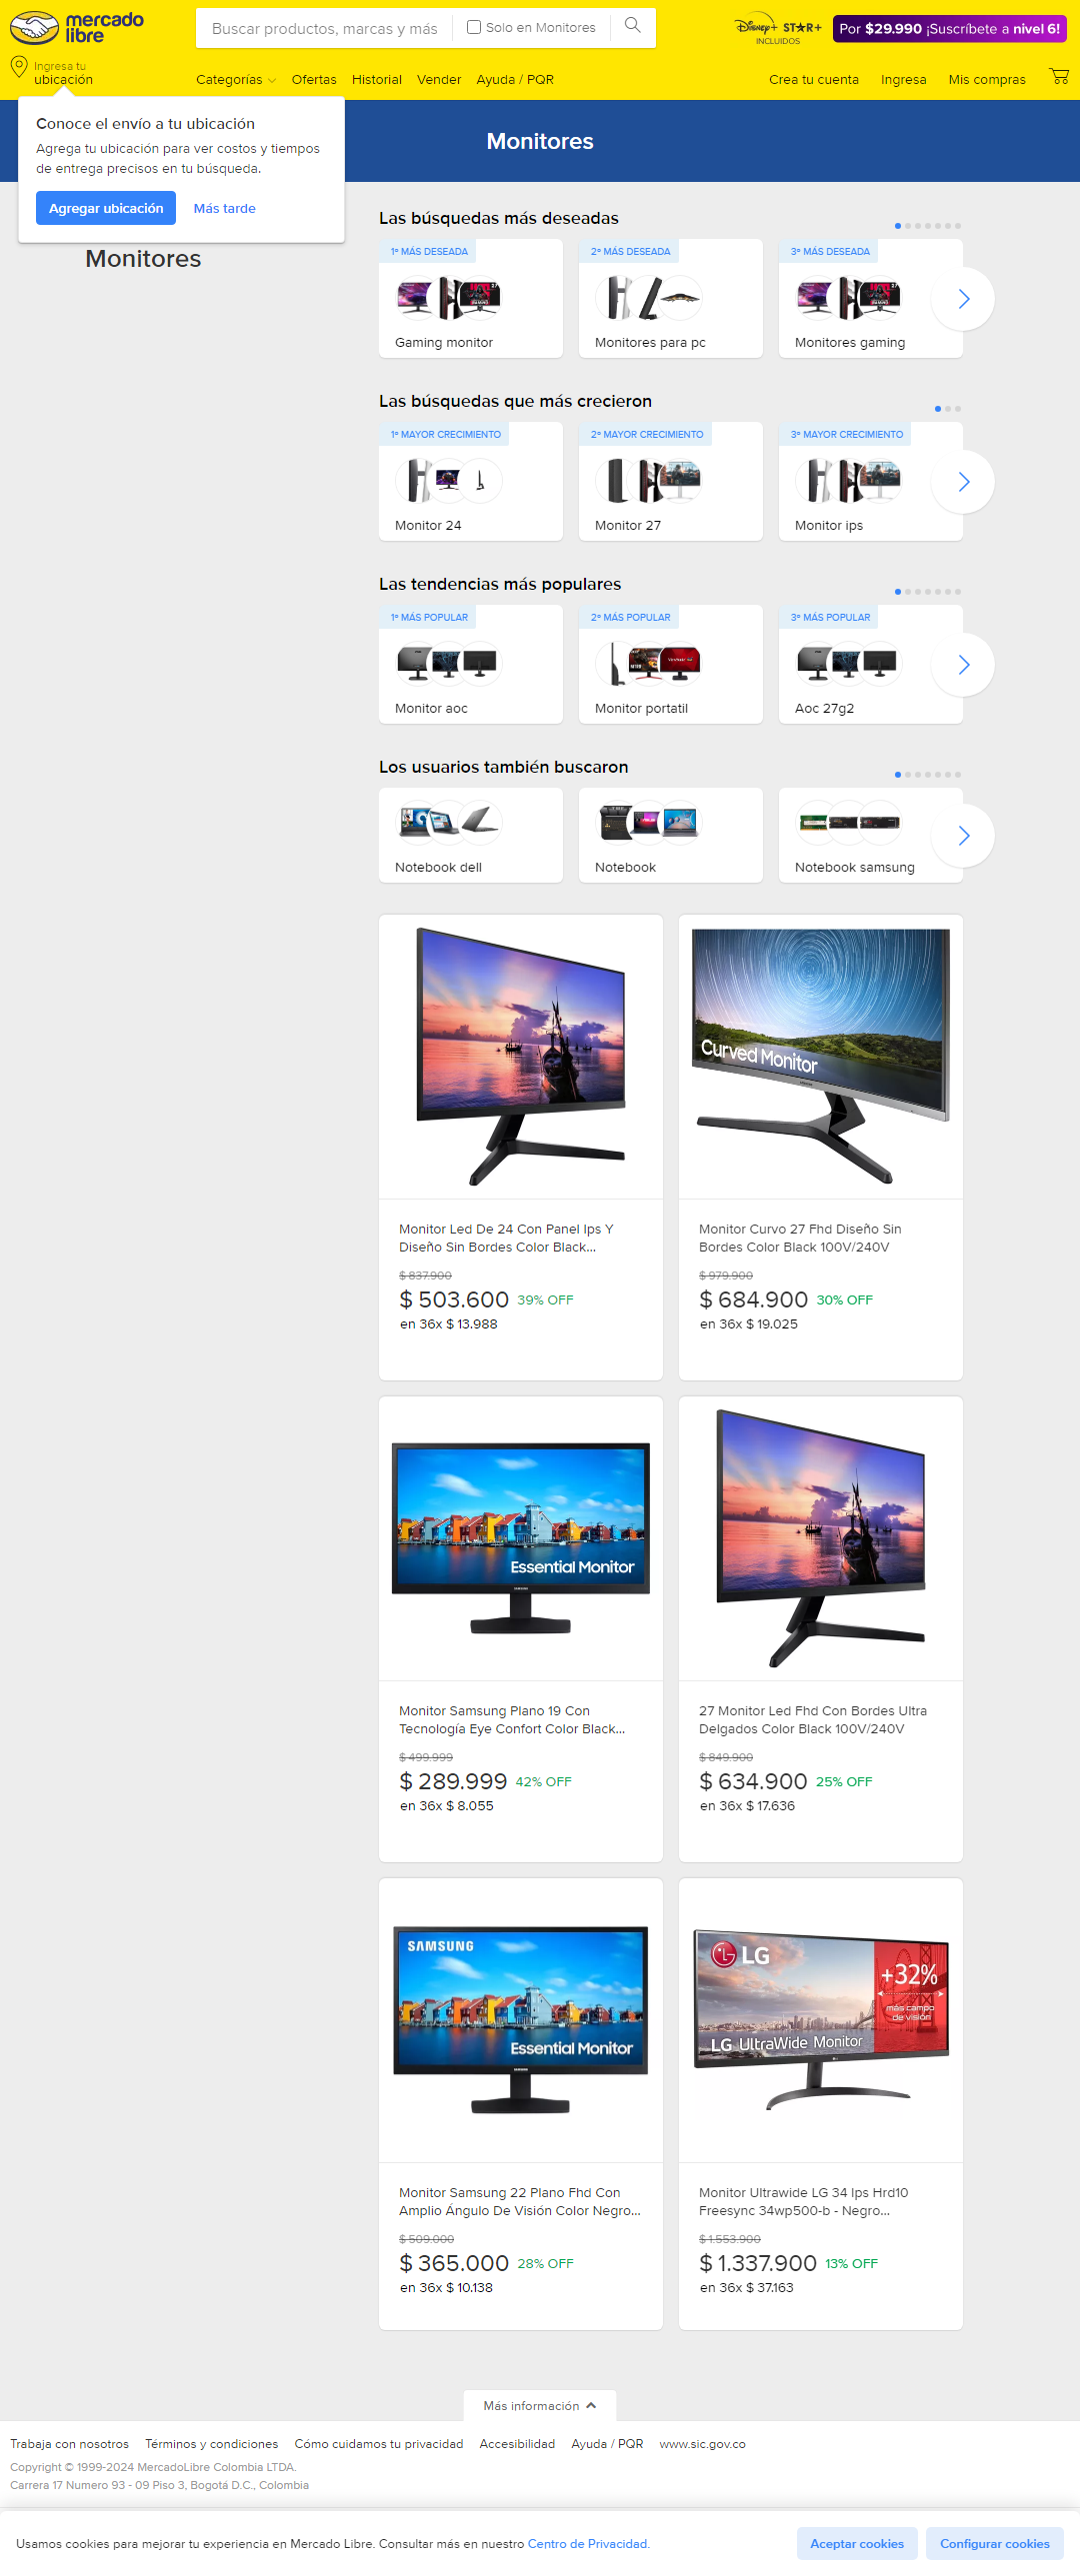 mercado
libre
Buscar productos, marcas y más
Solo en Monitores
Disney+ STAR+
INCLUIDOS
Por $29.990 ¡Suscríbete a nivel 6!
Ingresa tu
ubicación
Categorías Ofertas Historial Vender Ayuda / PQR
Crea tu cuenta Ingresa Mis compras
Conoce el envío a tu ubicación
Agrega tu ubicación para ver costos y tiempos
de entrega precisos en tu búsqueda.
Agregar ubicación Más tarde
Monitores
Monitores
Las búsquedas más deseadas
1º MÁS DESEADA
Gaming monitor
2º MÁS DESEADA
Monitores para pc
3º MÁS DESEADA
Monitores gaming
Las búsquedas que más crecieron
1º MAYOR CRECIMIENTO
Monitor 24
2º MAYOR CRECIMIENTO
Monitor 27
3º MAYOR CRECIMIENTO
Monitor ips
Las tendencias más populares
1º MÁS POPULAR
Monitor aoc
2º MÁS POPULAR
Monitor portatil
3º MÁS POPULAR
Aoc 27g2
Los usuarios también buscaron
Notebook dell
Notebook
Notebook samsung
Monitor Led De 24 Con Panel Ips Y
Diseño Sin Bordes Color Black...
$ 837.900
$ 503.600 39% OFF
en 36x $ 13.988
Curved Monitor
Monitor Curvo 27 Fhd Diseño Sin
Bordes Color Black 100V/240V
$ 979.900
$ 684.900 30% OFF
en 36x $ 19.025
Essential Monitor
Monitor Samsung Plano 19 Con
Tecnología Eye Confort Color Black...
$ 499.999
$ 289.999 42% OFF
en 36x $ 8.055
27 Monitor Led Fhd Con Bordes Ultra
Delgados Color Black 100V/240V
$ 849.900
$ 634.900 25% OFF
en 36x $ 17.636
SAMSUNG
Essential Monitor
Monitor Samsung 22 Plano Fhd Con
Amplio Ángulo De Visión Color Negro...
$ 509.000
$ 365.000 28% OFF
en 36x $ 10.138
LG
+32%
más campo
de visión
LG UltraWide Monitor
Monitor Ultrawide LG 34 Ips Hrd10
Freesync 34wp500-b - Negro...
$ 1.553.900
$ 1.337.900 13% OFF
en 36x $ 37.163
Más información
Trabaja con nosotros Términos y condiciones Cómo cuidamos tu privacidad Accesibilidad Ayuda / PQR www.sic.gov.co
Copyright © 1999-2024 MercadoLibre Colombia LTDA.
Carrera 17 Numero 93 - 09 Piso 3, Bogotá D.C., Colombia
Usamos cookies para mejorar tu experiencia en Mercado Libre. Consultar más en nuestro Centro de Privacidad.
Aceptar cookies Configurar cookies